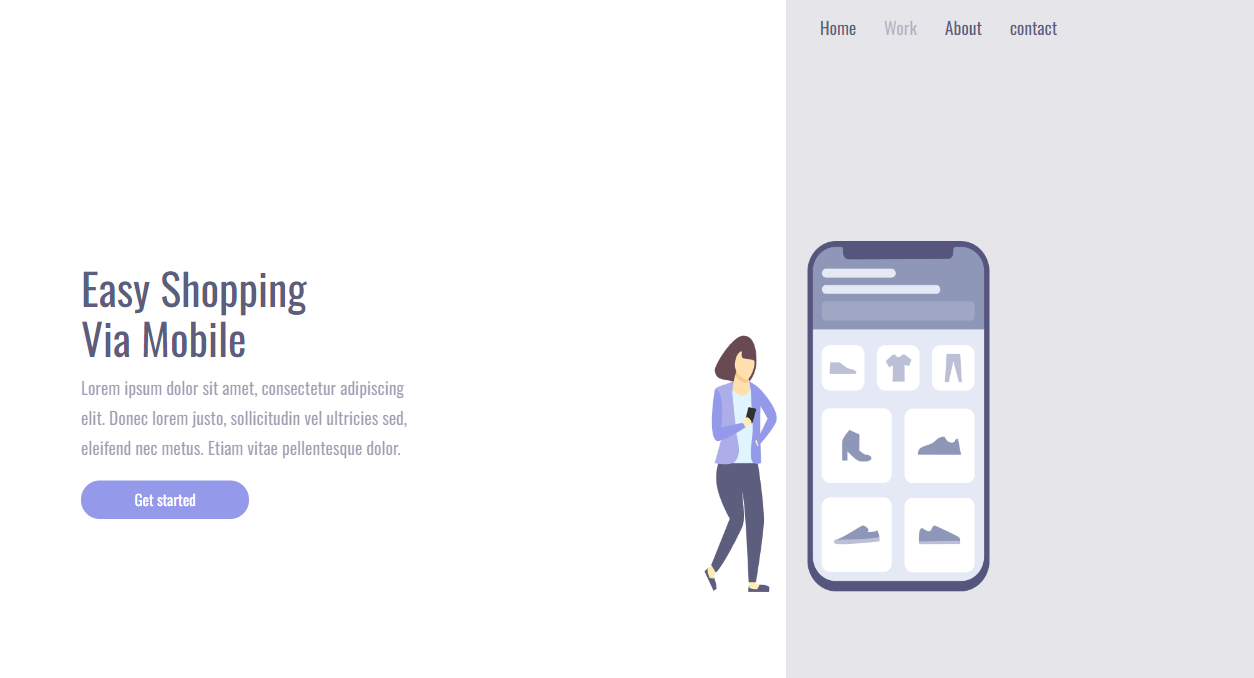 Home Work About contact
Easy Shopping
Via Mobile
Lorem ipsum dolor sit amet, consectetur adipiscing
elit. Donec lorem justo, sollicitudin vel ultricies sed,
eleifend nec metus. Etiam vitae pellentesque dolor.
Get started